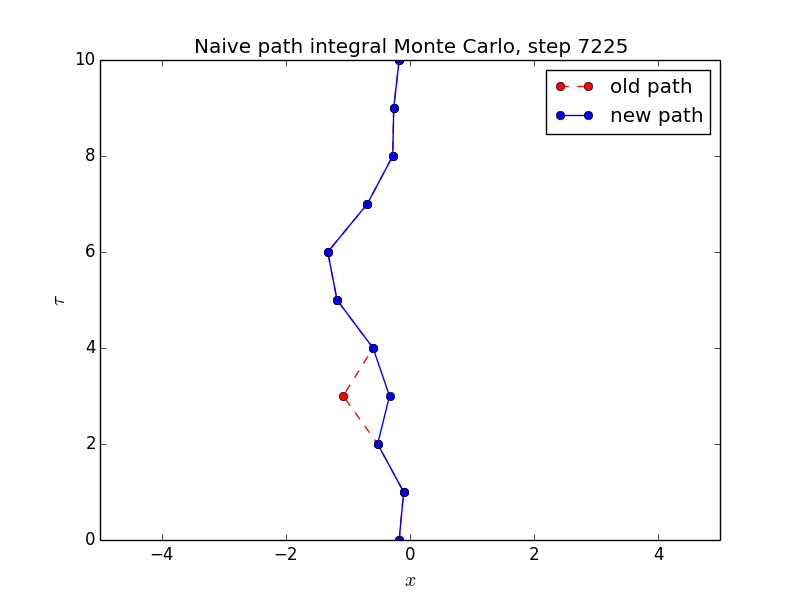 Naive path integral Monte Carlo, step 7225
old path
new path
10
8
6
4
2
0
τ
−4 −2 0 2 4
x